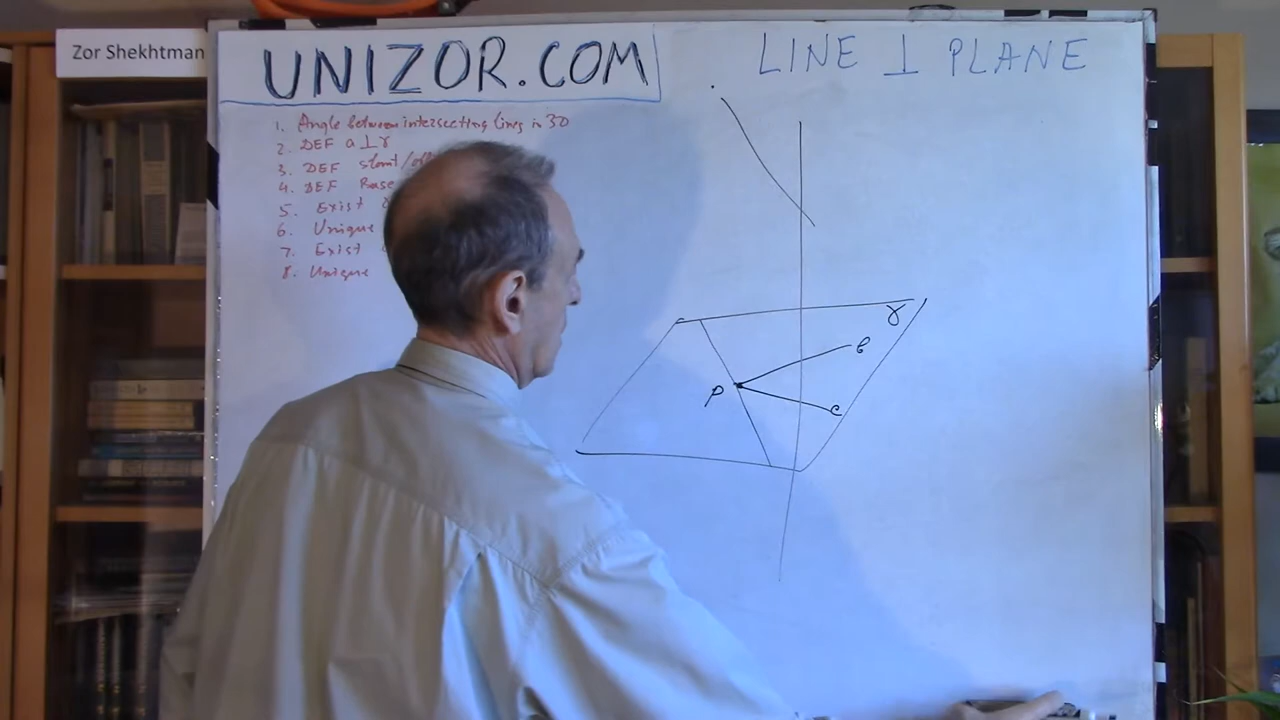 Zor Shekhtman
UNIZOR.COM
LINE ⊥ PLANE
1. Angle between intersecting lines in 3D
2. DEF a⊥γ
3. DEF slant/
4. DEF Base
5. Exist
6. Unique
7. Exist
8. Unique
γ
b
P
c